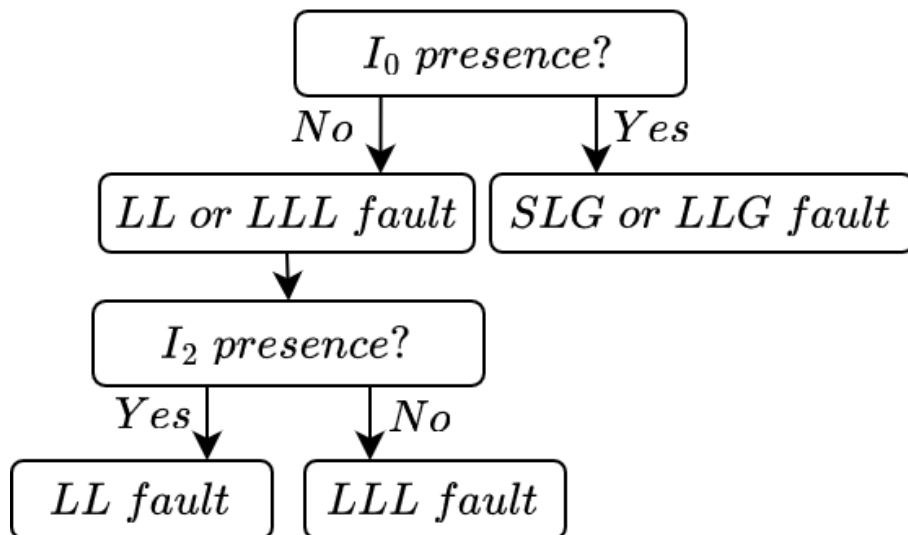 I₀ presence?
No
Yes
LL or LLL fault
SLG or LLG fault
I₂ presence?
Yes
No
LL fault
LLL fault